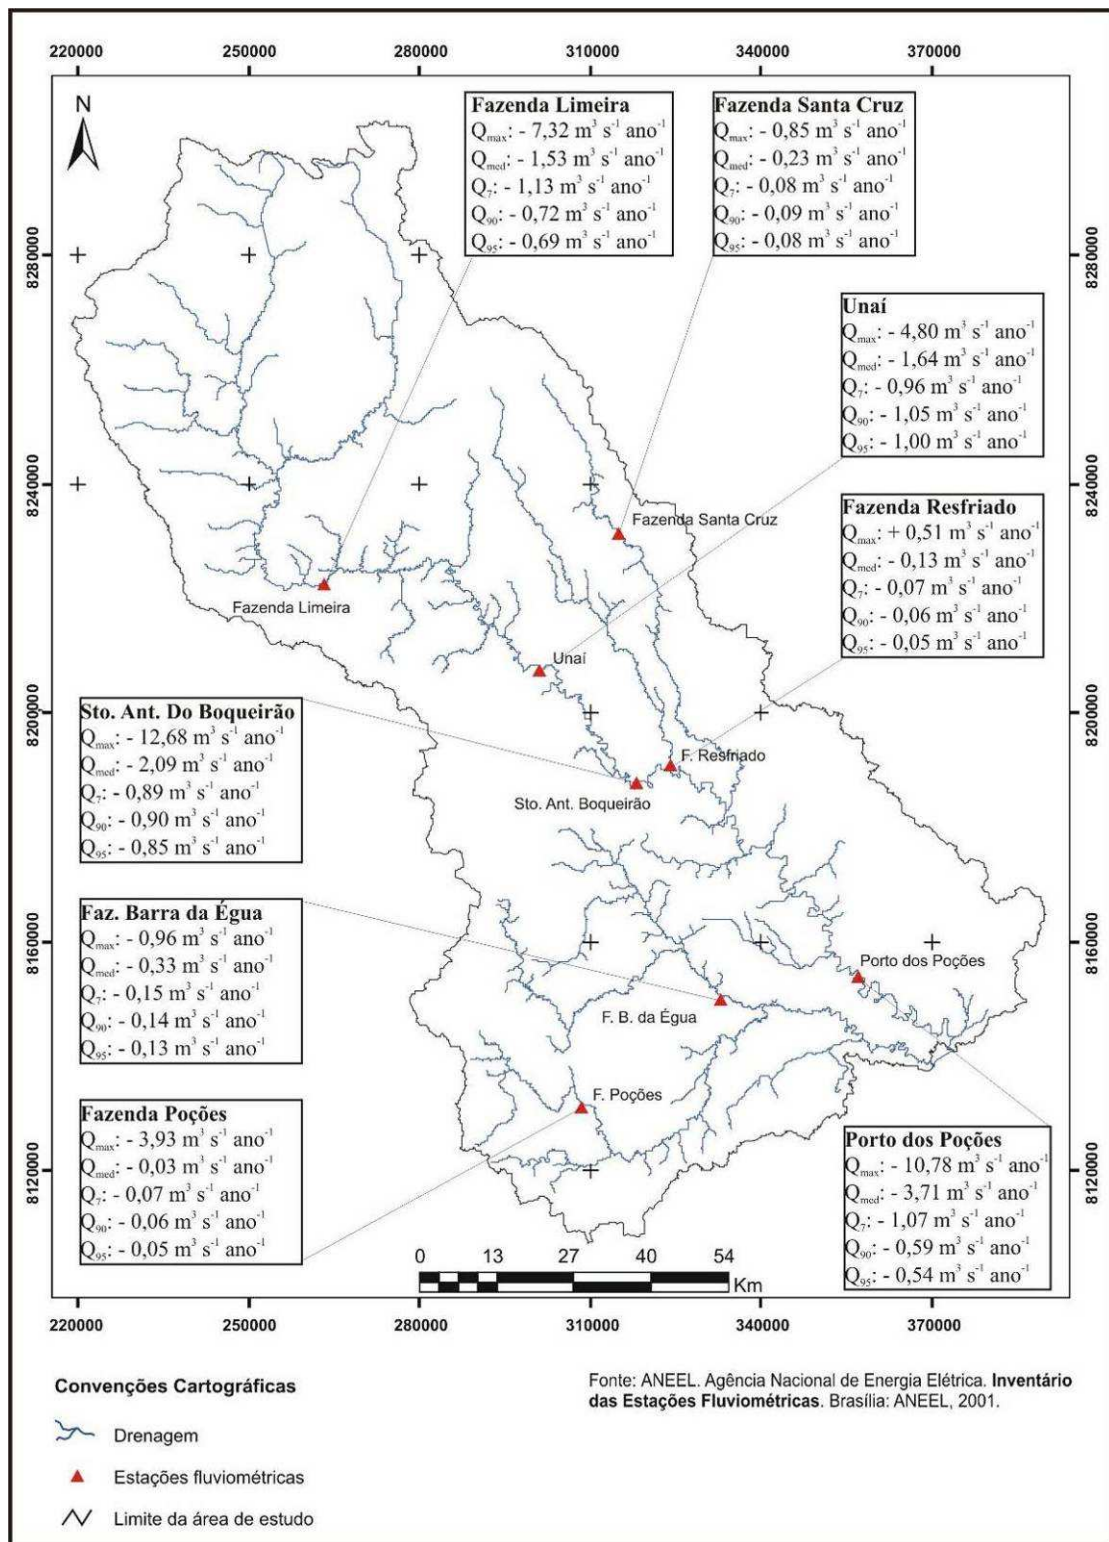 220000 250000 280000 310000 340000 370000
N
Fazenda Limeira
Qmax: - 7,32 m³ s⁻¹ ano⁻¹
Qmed: - 1,53 m³ s⁻¹ ano⁻¹
Q7: - 1,13 m³ s⁻¹ ano⁻¹
Q90: - 0,72 m³ s⁻¹ ano⁻¹
Q95: - 0,69 m³ s⁻¹ ano⁻¹
Fazenda Santa Cruz
Qmax: - 0,85 m³ s⁻¹ ano⁻¹
Qmed: - 0,23 m³ s⁻¹ ano⁻¹
Q7: - 0,08 m³ s⁻¹ ano⁻¹
Q90: - 0,09 m³ s⁻¹ ano⁻¹
Q95: - 0,08 m³ s⁻¹ ano⁻¹
8280000 8280000
Unaí
Qmax: - 4,80 m³ s⁻¹ ano⁻¹
Qmed: - 1,64 m³ s⁻¹ ano⁻¹
Q7: - 0,96 m³ s⁻¹ ano⁻¹
Q90: - 1,05 m³ s⁻¹ ano⁻¹
Q95: - 1,00 m³ s⁻¹ ano⁻¹
8240000 8240000
Fazenda Resfriado
Qmax: + 0,51 m³ s⁻¹ ano⁻¹
Qmed: - 0,13 m³ s⁻¹ ano⁻¹
Q7: - 0,07 m³ s⁻¹ ano⁻¹
Q90: - 0,06 m³ s⁻¹ ano⁻¹
Q95: - 0,05 m³ s⁻¹ ano⁻¹
Fazenda Santa Cruz
Fazenda Limeira
Unaí
8200000 8200000
Sto. Ant. Do Boqueirão
Qmax: - 12,68 m³ s⁻¹ ano⁻¹
Qmed: - 2,09 m³ s⁻¹ ano⁻¹
Q7: - 0,89 m³ s⁻¹ ano⁻¹
Q90: - 0,90 m³ s⁻¹ ano⁻¹
Q95: - 0,85 m³ s⁻¹ ano⁻¹
F. Resfriado
Sto. Ant. Boqueirão
Faz. Barra da Égua
Qmax: - 0,96 m³ s⁻¹ ano⁻¹
Qmed: - 0,33 m³ s⁻¹ ano⁻¹
Q7: - 0,15 m³ s⁻¹ ano⁻¹
Q90: - 0,14 m³ s⁻¹ ano⁻¹
Q95: - 0,13 m³ s⁻¹ ano⁻¹
8160000 8160000
Porto dos Poções
F. B. da Égua
F. Poções
Fazenda Poções
Qmax: - 3,93 m³ s⁻¹ ano⁻¹
Qmed: - 0,03 m³ s⁻¹ ano⁻¹
Q7: - 0,07 m³ s⁻¹ ano⁻¹
Q90: - 0,06 m³ s⁻¹ ano⁻¹
Q95: - 0,05 m³ s⁻¹ ano⁻¹
8120000 8120000
Porto dos Poções
Qmax: - 10,78 m³ s⁻¹ ano⁻¹
Qmed: - 3,71 m³ s⁻¹ ano⁻¹
Q7: - 1,07 m³ s⁻¹ ano⁻¹
Q90: - 0,59 m³ s⁻¹ ano⁻¹
Q95: - 0,54 m³ s⁻¹ ano⁻¹
0 13 27 40 54
Km
220000 250000 280000 310000 340000 370000
Convenções Cartográficas
Drenagem
Estações fluviométricas
Limite da área de estudo
Fonte: ANEEL. Agência Nacional de Energia Elétrica. Inventário
das Estações Fluviométricas. Brasília: ANEEL, 2001.